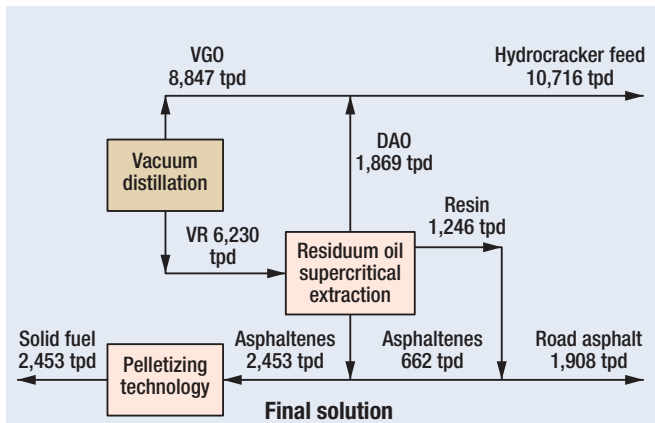 VGO
8,847 tpd
Hydrocracker feed
10,716 tpd
Vacuum
distillation
DAO
1,869 tpd
VR 6,230
tpd
Resin
1,246 tpd
Residuum oil
supercritical
extraction
Solid fuel
2,453 tpd
Pelletizing
technology
Asphaltenes
2,453 tpd
Asphaltenes
662 tpd
Road asphalt
1,908 tpd
Final solution